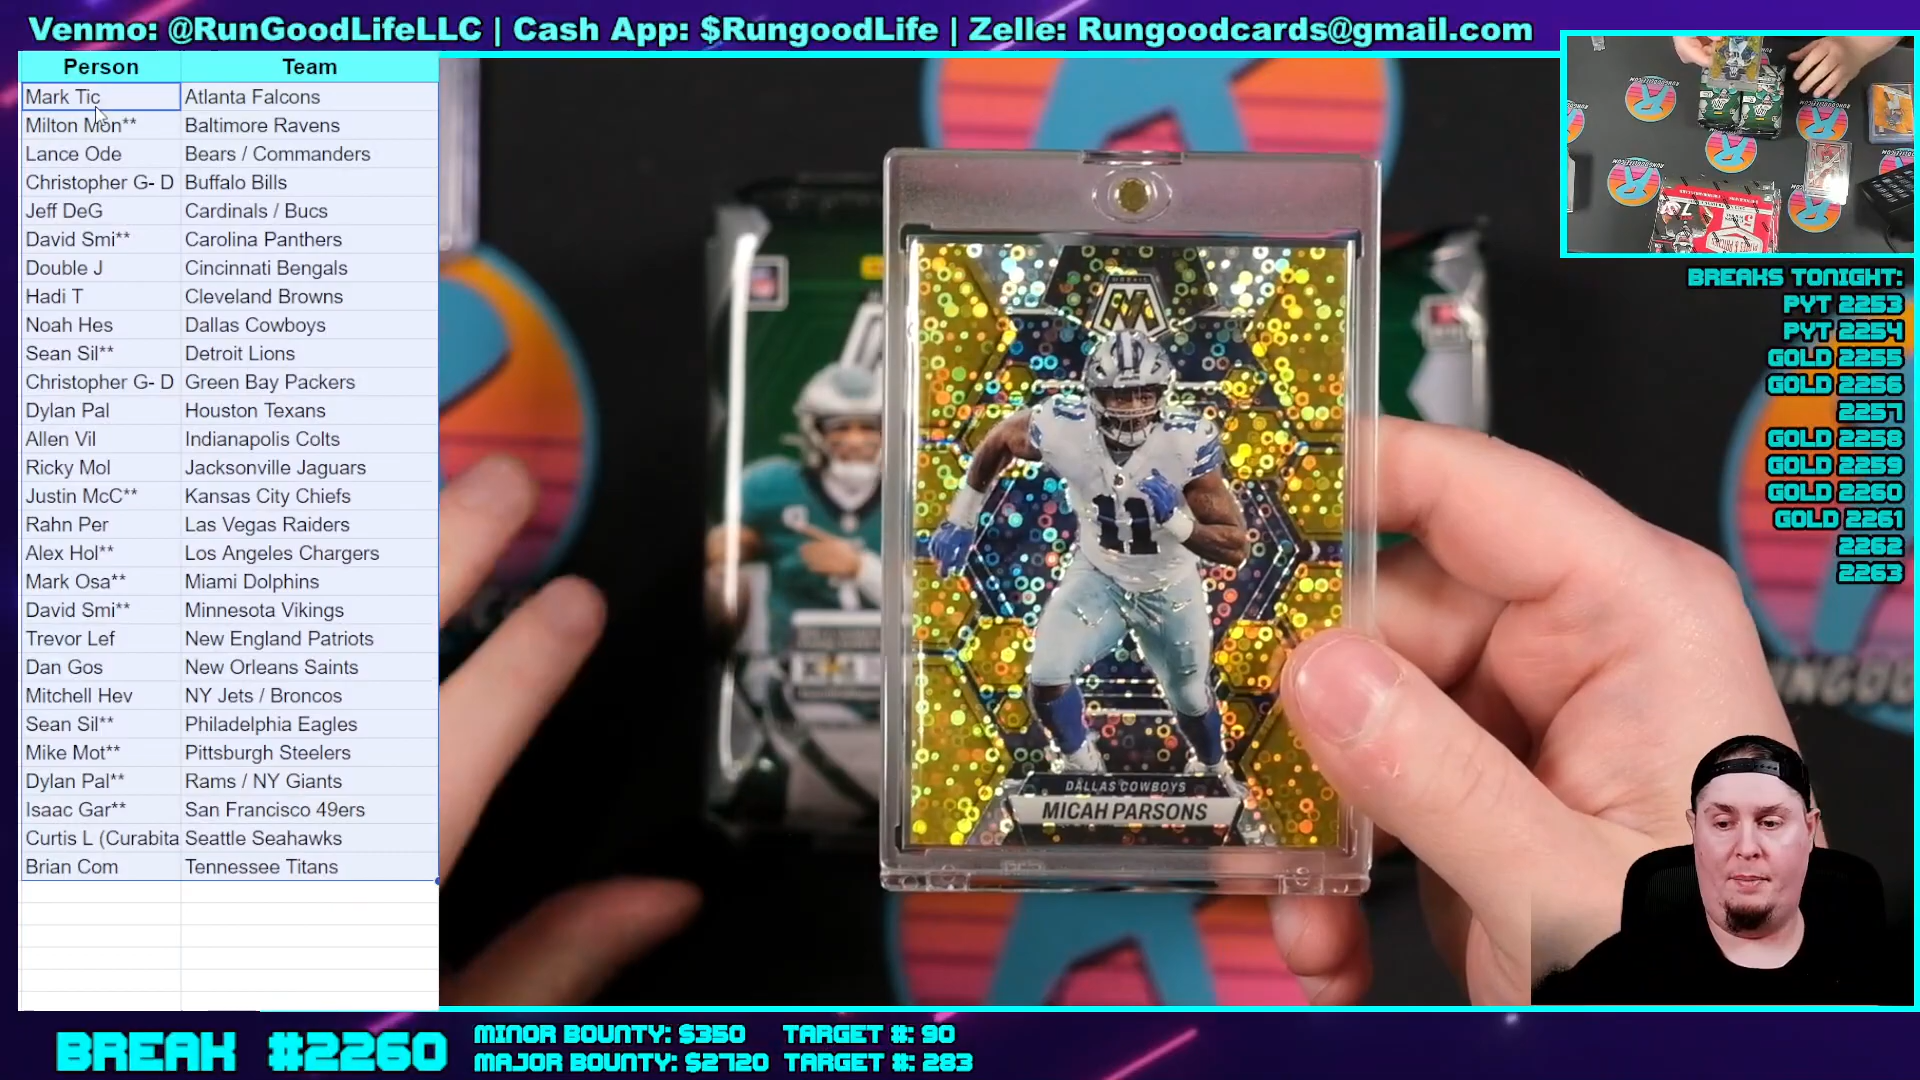 Venmo: @RunGoodLifeLLC | Cash App: $RungoodLife | Zelle: Rungoodcards@gmail.com
Person Team
Mark Tic Atlanta Falcons
Milton Mon** Baltimore Ravens
Lance Ode Bears / Commanders
Christopher G- D Buffalo Bills
Jeff DeG Cardinals / Bucs
David Smi** Carolina Panthers
Double J Cincinnati Bengals
Hadi T Cleveland Browns
Noah Hes Dallas Cowboys
Sean Sil** Detroit Lions
Christopher G- D Green Bay Packers
Dylan Pal Houston Texans
Allen Vil Indianapolis Colts
Ricky Mol Jacksonville Jaguars
Justin McC** Kansas City Chiefs
Rahn Per Las Vegas Raiders
Alex Hol** Los Angeles Chargers
Mark Osa** Miami Dolphins
David Smi** Minnesota Vikings
Trevor Lef New England Patriots
Dan Gos New Orleans Saints
Mitchell Hev NY Jets / Broncos
Sean Sil** Philadelphia Eagles
Mike Mot** Pittsburgh Steelers
Dylan Pal** Rams / NY Giants
Isaac Gar** San Francisco 49ers
Curtis L (Curabita Seattle Seahawks
Brian Com Tennessee Titans
11
11
DALLAS COWBOYS
MICAH PARSONS
BREAKS TONIGHT:
PYT 2253
PYT 2254
GOLD 2255
GOLD 2256
2257
GOLD 2258
GOLD 2259
GOLD 2260
GOLD 2261
2262
2263
BREAK #2260
MINOR BOUNTY: $350 TARGET #: 90
MAJOR BOUNTY: $2720 TARGET #: 283